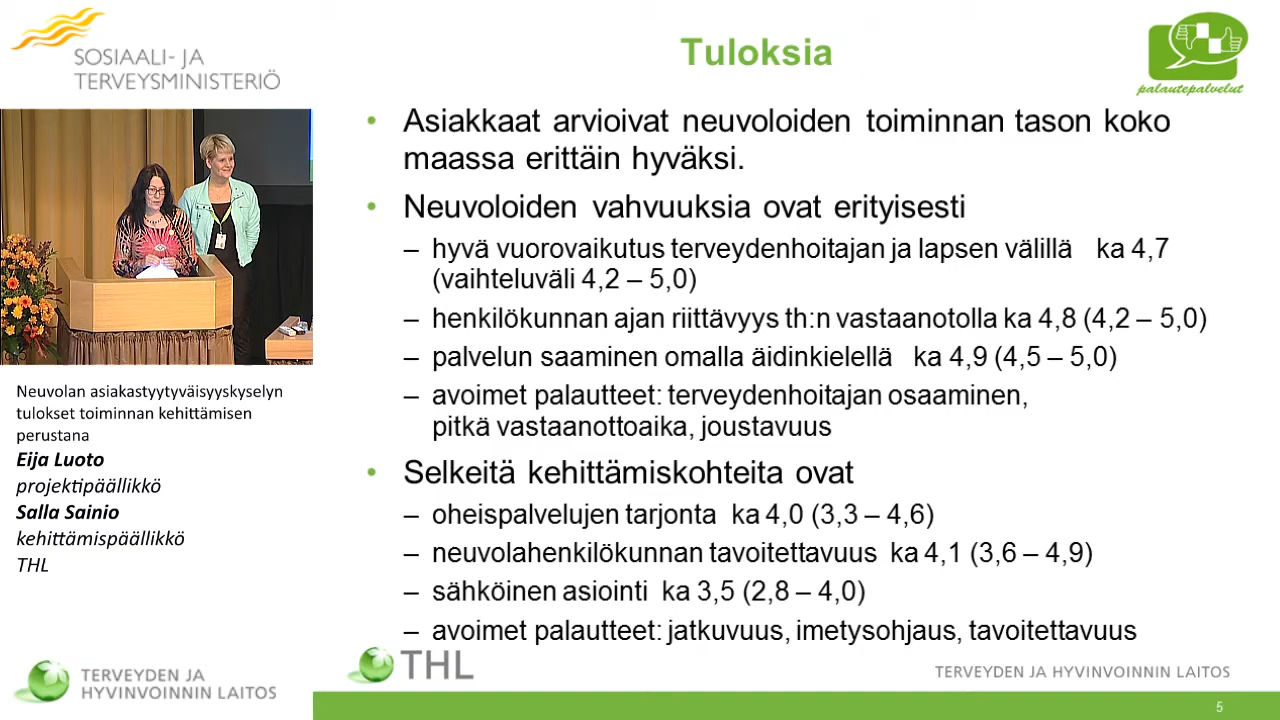 SOSIAALI- JA
TERVEYSMINISTERIÖ
Tuloksia
palautepalvelut
• Asiakkaat arvioivat neuvoloiden toiminnan tason koko
maassa erittäin hyväksi.
• Neuvoloiden vahvuuksia ovat erityisesti
– hyvä vuorovaikutus terveydenhoitajan ja lapsen välillä ka 4,7
(vaihteluväli 4,2 – 5,0)
– henkilökunnan ajan riittävyys th:n vastaanotolla ka 4,8 (4,2 – 5,0)
– palvelun saaminen omalla äidinkielellä ka 4,9 (4,5 – 5,0)
– avoimet palautteet: terveydenhoitajan osaaminen,
pitkä vastaanottoaika, joustavuus
• Selkeitä kehittämiskohteita ovat
– oheispalvelujen tarjonta ka 4,0 (3,3 – 4,6)
– neuvolahenkilökunnan tavoitettavuus ka 4,1 (3,6 – 4,9)
– sähköinen asiointi ka 3,5 (2,8 – 4,0)
– avoimet palautteet: jatkuvuus, imetysohjaus, tavoitettavuus
Neuvolan asiakastyytyväisyyskyselyn
tulokset toiminnan kehittämisen
perustana
Eija Luoto
projektipäällikkö
Salla Sainio
kehittämispäällikkö
THL
TERVEYDEN JA
HYVINVOINNIN LAITOS
THL
TERVEYDEN JA HYVINVOINNIN LAITOS
5